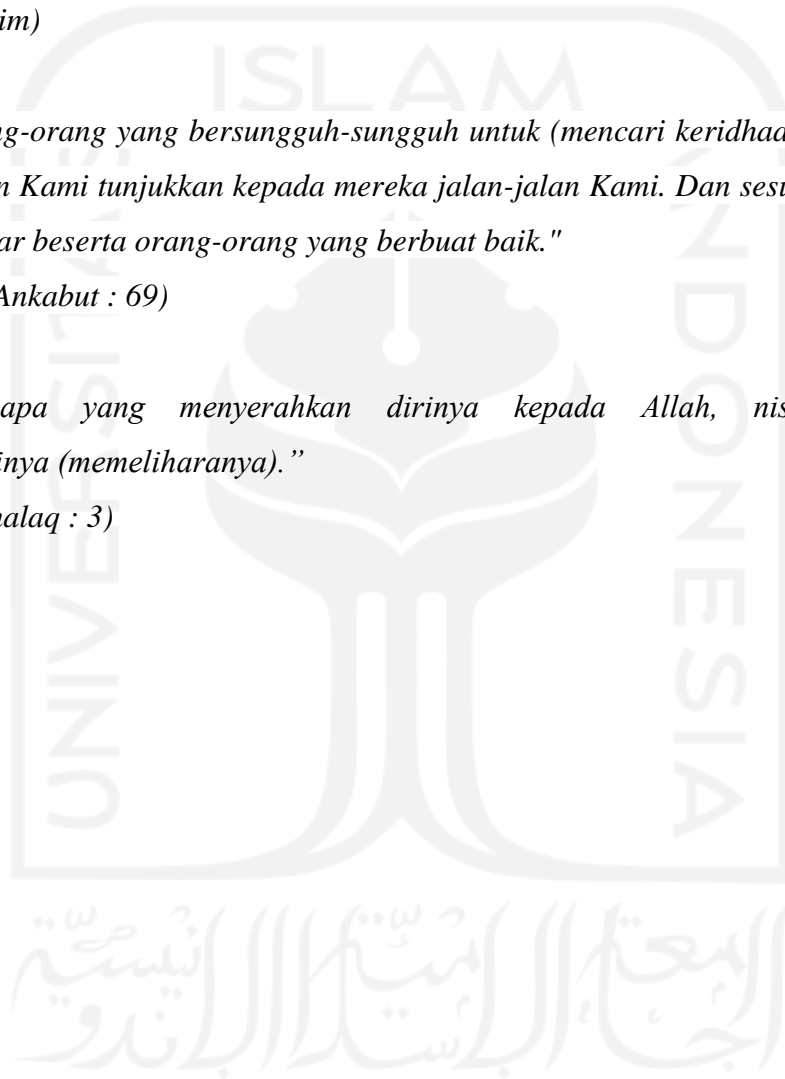 im)
ng-orang yang bersungguh-sungguh untuk (mencari keridhaa
n Kami tunjukkan kepada mereka jalan-jalan Kami. Dan sesu
ar beserta orang-orang yang berbuat baik."
Ankabut : 69)
apa yang menyerahkan dirinya kepada Allah, nis
inya (memeliharanya).”
alaq : 3)
ISLAM
UNIVERSITAS
INDONESIA